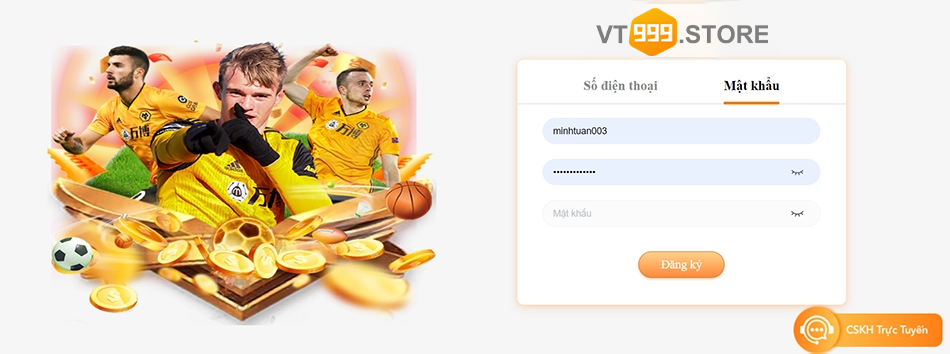 VT999.STORE
Số điện thoại
Mật khẩu
minhtuan003
•••••••••••••
Mật khẩu
Đăng ký
CSKH Trực Tuyến
万博
万博